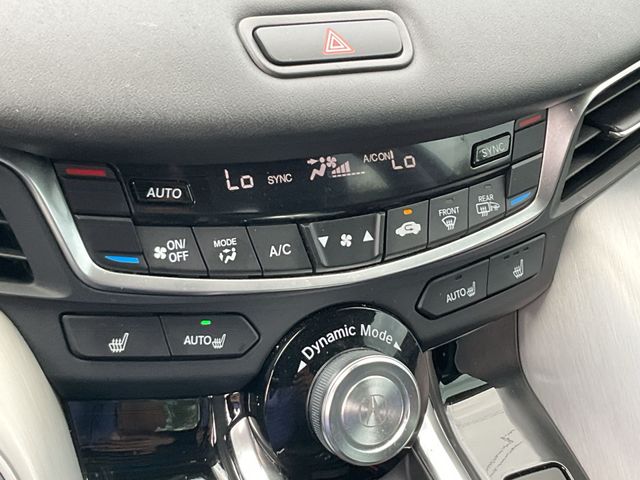 AUTO
Lo SYNC A/CON Lo
SYNC
ON/
OFF
MODE
A/C
FRONT
REAR
AUTO
AUTO
Dynamic Mode